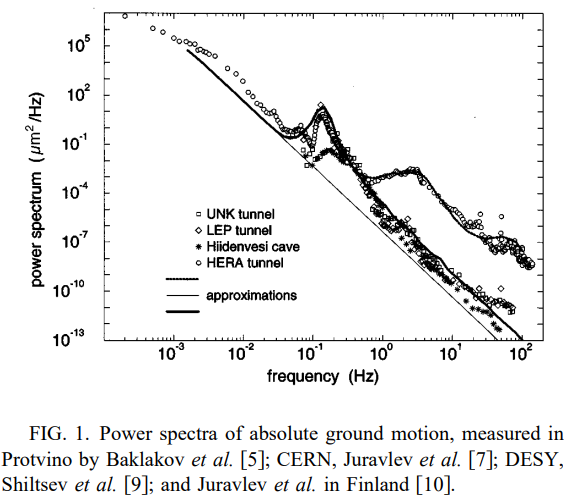 10^5
10^2
10^-1
10^-4
10^-7
10^-10
10^-13
power spectrum (μm²/Hz)
UNK tunnel
LEP tunnel
Hiidenvesi cave
HERA tunnel
approximations
10^-3 10^-2 10^-1 10^0 10^1 10^2
frequency (Hz)
FIG. 1. Power spectra of absolute ground motion, measured in
Protvino by Baklakov et al. [5]; CERN, Juravlev et al. [7]; DESY,
Shiltsev et al. [9]; and Juravlev et al. in Finland [10].